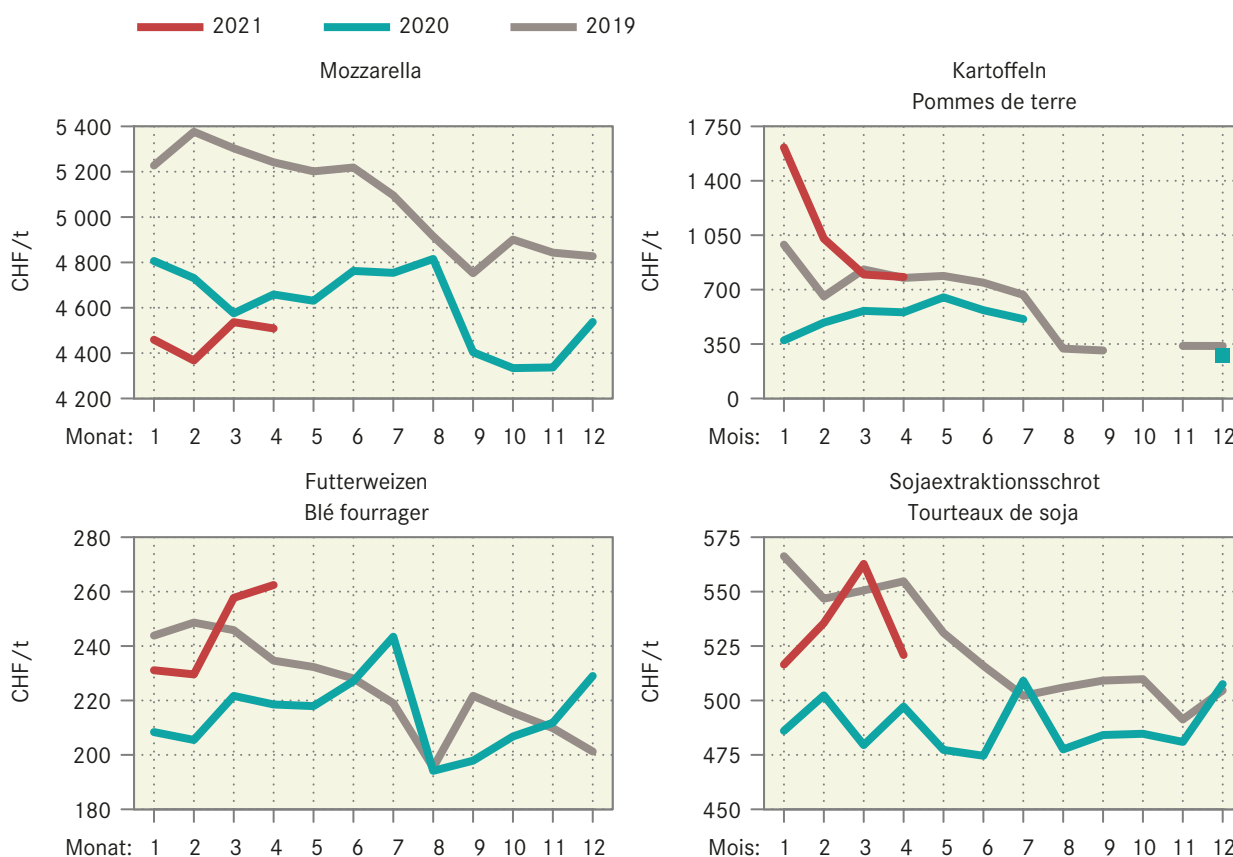 2021 2020 2019
Mozzarella
CHF/t
5 400
5 200
5 000
4 800
4 600
4 400
4 200
Monat: 1 2 3 4 5 6 7 8 9 10 11 12
Kartoffeln
Pommes de terre
CHF/t
1 750
1 400
1 050
700
350
0
Mois: 1 2 3 4 5 6 7 8 9 10 11 12
Futterweizen
Blé fourrager
CHF/t
280
260
240
220
200
180
Monat: 1 2 3 4 5 6 7 8 9 10 11 12
Sojaextraktionsschrot
Tourteaux de soja
CHF/t
575
550
525
500
475
450
Mois: 1 2 3 4 5 6 7 8 9 10 11 12